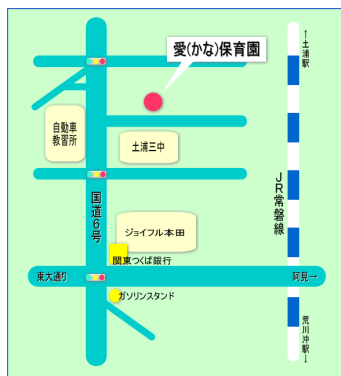 愛(かな)保育園
↑土浦駅
自動車
教習所
土浦三中
国道6号
JR常磐線
ジョイフル本田
関東つくば銀行
東大通り
阿見→
ガソリンスタンド
荒川沖駅↓